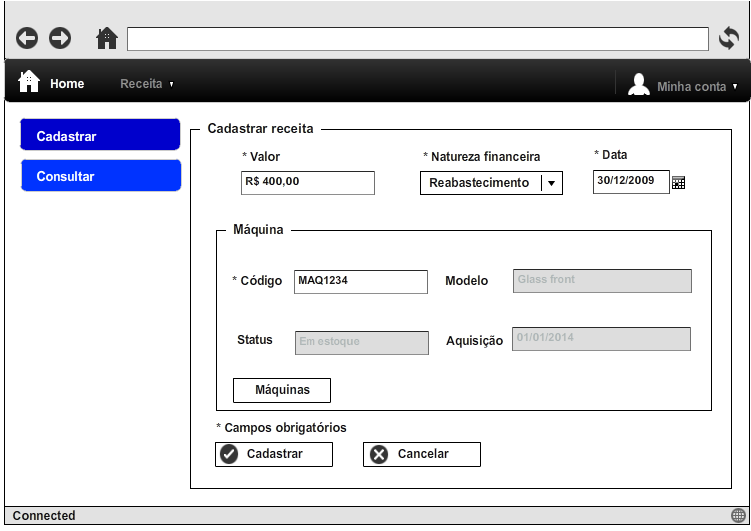 Home Receita Minha conta
Cadastrar
Consultar
Cadastrar receita
* Valor * Natureza financeira * Data
R$ 400,00 Reabastecimento 30/12/2009
Máquina
* Código MAQ1234 Modelo Glass front
Status Em estoque Aquisição 01/01/2014
Máquinas
* Campos obrigatórios
Cadastrar Cancelar
Connected